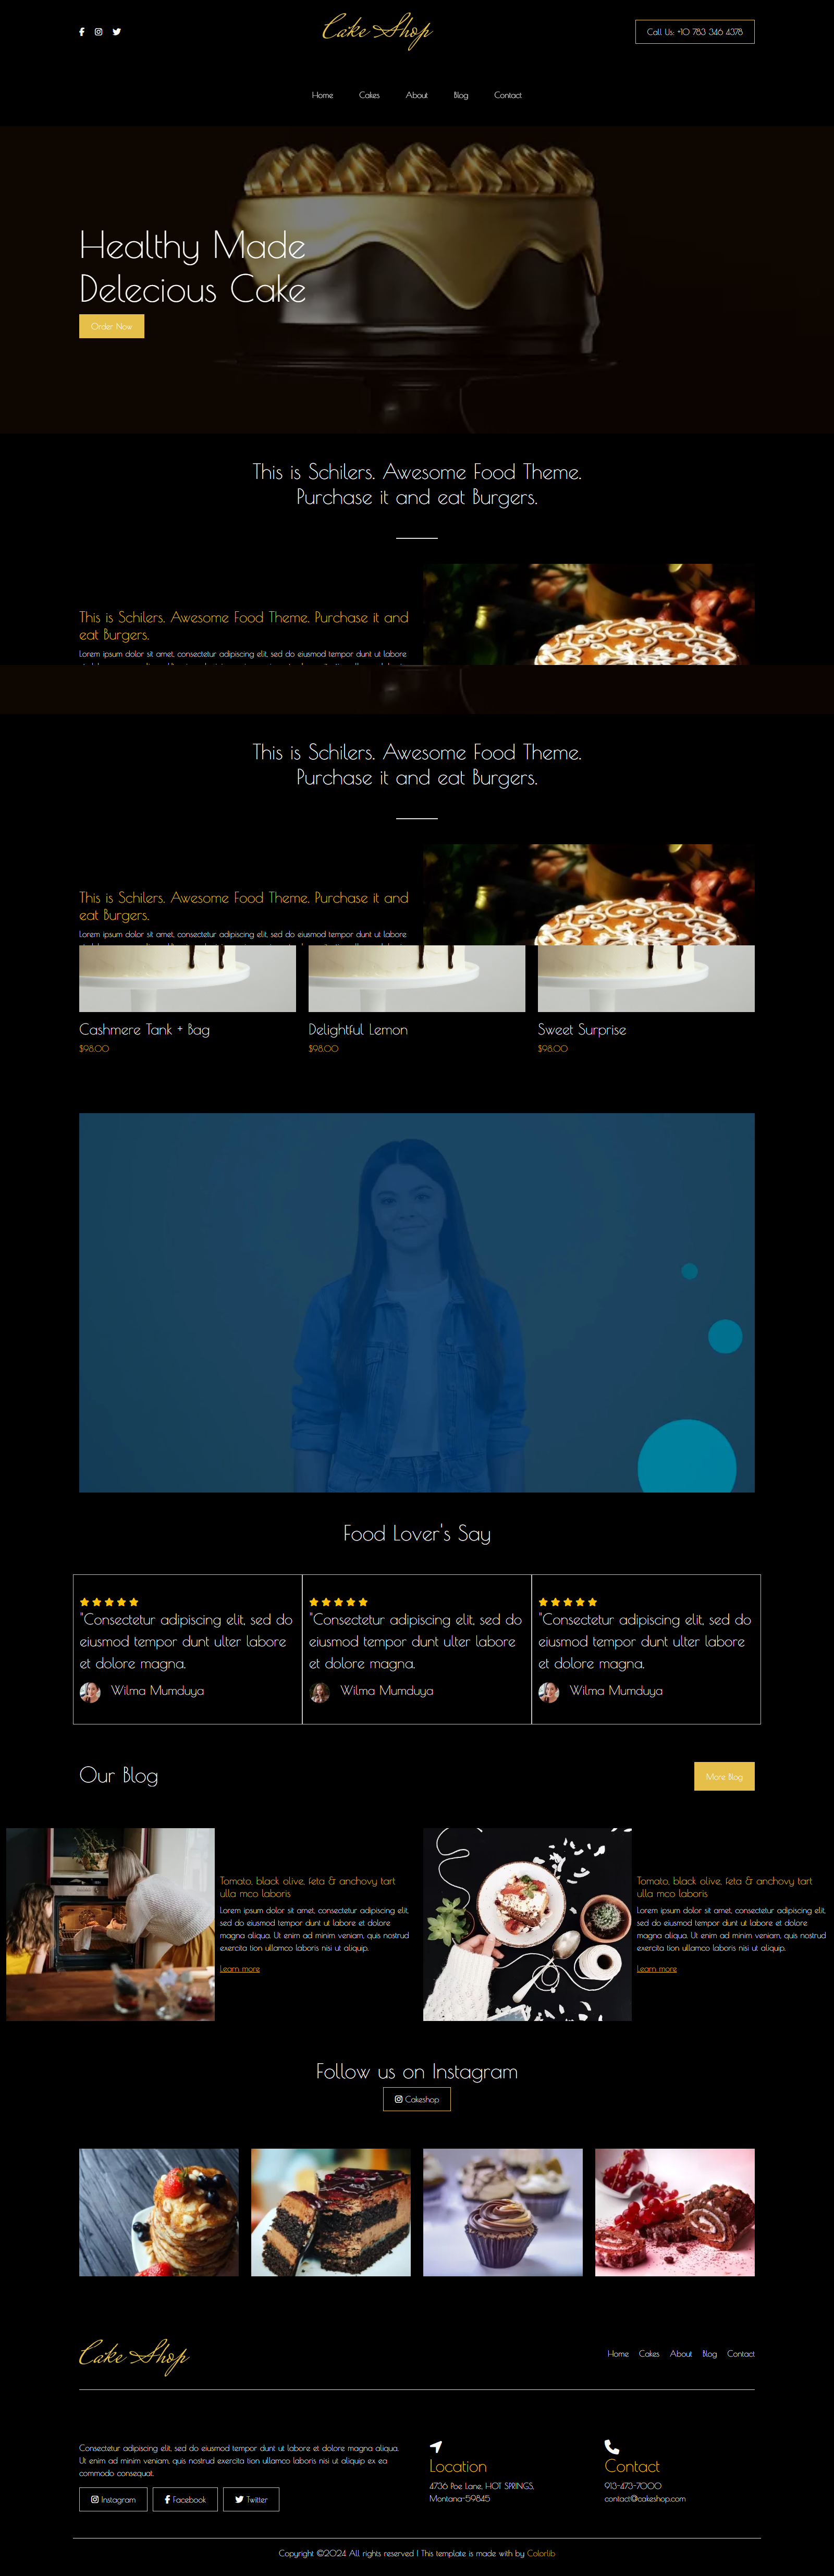 Cake Shop
Call Us: +10 783 346 4378
Home Cakes About Blog Contact
Healthy Made
Delecious Cake
Order Now
This is Schilers. Awesome Food Theme.
Purchase it and eat Burgers.
This is Schilers. Awesome Food Theme. Purchase it and
eat Burgers.
Lorem ipsum dolor sit amet, consectetur adipiscing elit, sed do eiusmod tempor dunt ut labore
This is Schilers. Awesome Food Theme.
Purchase it and eat Burgers.
This is Schilers. Awesome Food Theme. Purchase it and
eat Burgers.
Lorem ipsum dolor sit amet, consectetur adipiscing elit, sed do eiusmod tempor dunt ut labore
Cashmere Tank + Bag
$98.00
Delightful Lemon
$98.00
Sweet Surprise
$98.00
Food Lover's Say
"Consectetur adipiscing elit, sed do
eiusmod tempor dunt ulter labore
et dolore magna.
Wilma Mumduya
"Consectetur adipiscing elit, sed do
eiusmod tempor dunt ulter labore
et dolore magna.
Wilma Mumduya
"Consectetur adipiscing elit, sed do
eiusmod tempor dunt ulter labore
et dolore magna.
Wilma Mumduya
Our Blog
More Blog
Tomato, black olive, feta & anchovy tart
ulla mco laboris
Lorem ipsum dolor sit amet, consectetur adipiscing elit,
sed do eiusmod tempor dunt ut labore et dolore
magna aliqua. Ut enim ad minim veniam, quis nostrud
exercita tion ullamco laboris nisi ut aliquip.
Learn more
Tomato, black olive, feta & anchovy tart
ulla mco laboris
Lorem ipsum dolor sit amet, consectetur adipiscing elit,
sed do eiusmod tempor dunt ut labore et dolore
magna aliqua. Ut enim ad minim veniam, quis nostrud
exercita tion ullamco laboris nisi ut aliquip.
Learn more
Follow us on Instagram
Cakeshop
Cake Shop
Home Cakes About Blog Contact
Consectetur adipiscing elit, sed do eiusmod tempor dunt ut labore et dolore magna aliqua.
Ut enim ad minim veniam, quis nostrud exercita tion ullamco laboris nisi ut aliquip ex ea
commodo consequat.
Instagram
Facebook
Twitter
Location
4736 Poe Lane, HOT SPRINGS,
Montana-59845
Contact
913-473-7000
contact@cakeshop.com
Copyright ©2024 All rights reserved | This template is made with by Colorlib